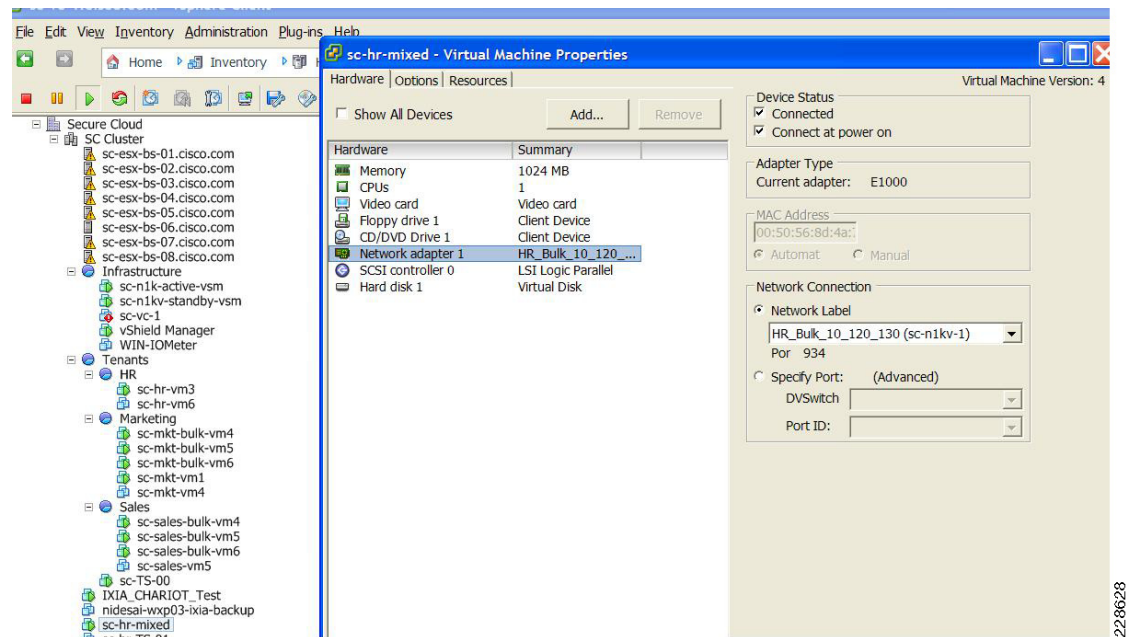 File Edit View Inventory Administration Plug-ins Help
Home Inventory
Secure Cloud
SC Cluster
sc-esx-bs-01.cisco.com
sc-esx-bs-02.cisco.com
sc-esx-bs-03.cisco.com
sc-esx-bs-04.cisco.com
sc-esx-bs-05.cisco.com
sc-esx-bs-06.cisco.com
sc-esx-bs-07.cisco.com
sc-esx-bs-08.cisco.com
Infrastructure
sc-n1k-active-vsm
sc-n1kv-standby-vsm
sc-vc-1
vShield Manager
WIN-IOMeter
Tenants
HR
sc-hr-vm3
sc-hr-vm6
Marketing
sc-mkt-bulk-vm4
sc-mkt-bulk-vm5
sc-mkt-bulk-vm6
sc-mkt-vm1
sc-mkt-vm4
Sales
sc-sales-bulk-vm4
sc-sales-bulk-vm5
sc-sales-bulk-vm6
sc-sales-vm5
sc-TS-00
IXIA_CHARIOT_Test
nidesai-wxp03-ixia-backup
sc-hr-mixed
sc-hr-mixed - Virtual Machine Properties
Hardware Options Resources
Virtual Machine Version: 4
Show All Devices Add... Remove
Hardware Summary
Memory 1024 MB
CPUs 1
Video card Video card
Floppy drive 1 Client Device
CD/DVD Drive 1 Client Device
Network adapter 1 HR_Bulk_10_120_...
SCSI controller 0 LSI Logic Parallel
Hard disk 1 Virtual Disk
Device Status
Connected
Connect at power on
Adapter Type
Current adapter: E1000
MAC Address
00:50:56:8d:4a:
Automat Manual
Network Connection
Network Label
HR_Bulk_10_120_130 (sc-n1kv-1)
Por 934
Specify Port: (Advanced)
DVSwitch
Port ID:
228628